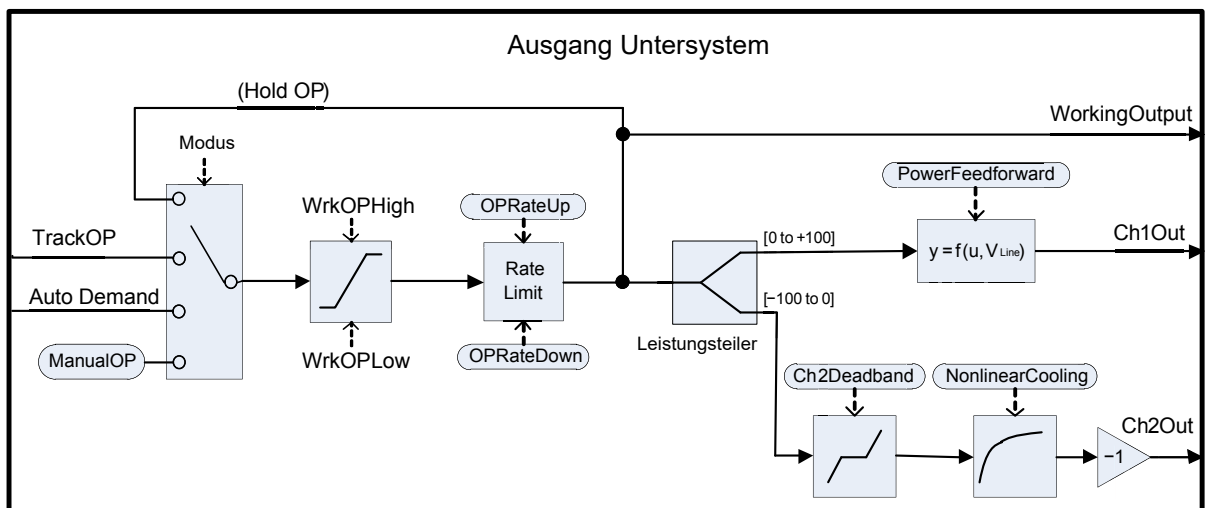 Ausgang Untersystem
(Hold OP)
WorkingOutput
Modus
PowerFeedforward
WrkOPHigh
OPRateUp
TrackOP
[0 to +100]
Ch1Out
y = f(u, VLine)
Rate
Limit
Auto Demand
[−100 to 0]
Leistungsteiler
ManualOP
WrkOPLow
OPRateDown
Ch2Deadband
NonlinearCooling
Ch2Out
−1